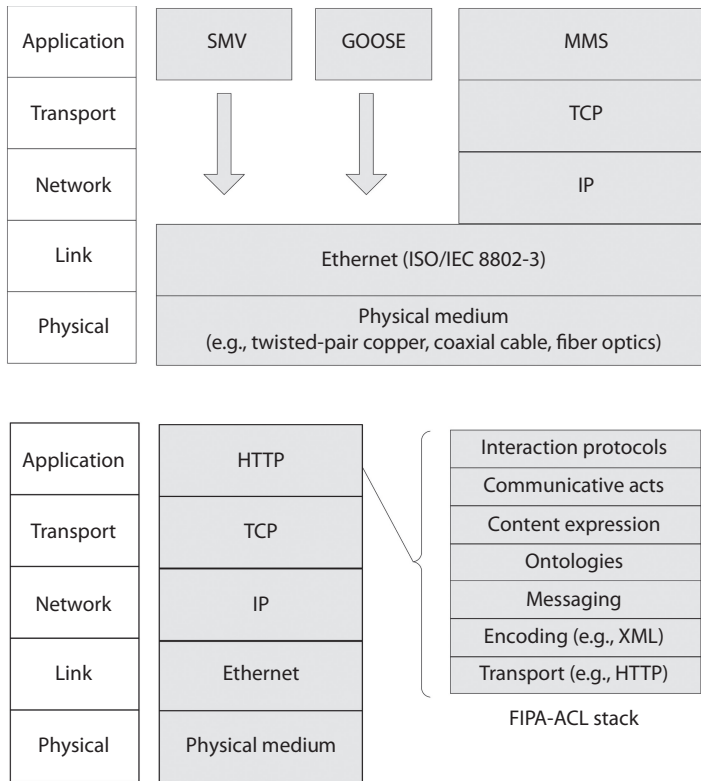 Application
SMV
GOOSE
MMS
Transport
TCP
Network
IP
Link
Ethernet (ISO/IEC 8802-3)
Physical
Physical medium
(e.g., twisted-pair copper, coaxial cable, fiber optics)
Application
HTTP
Transport
TCP
Network
IP
Link
Ethernet
Physical
Physical medium
Interaction protocols
Communicative acts
Content expression
Ontologies
Messaging
Encoding (e.g., XML)
Transport (e.g., HTTP)
FIPA-ACL stack